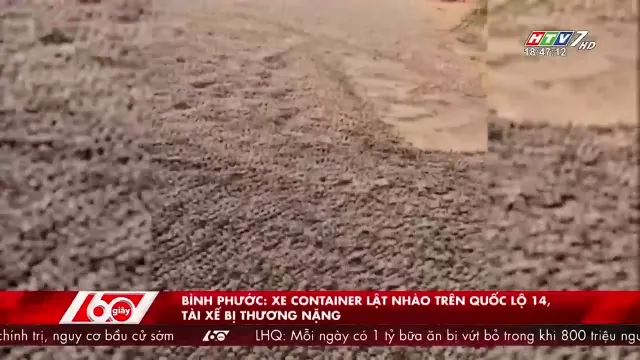 HTV7 HD
18:47:12
60 giây
BÌNH PHƯỚC: XE CONTAINER LẬT NHÀO TRÊN QUỐC LỘ 14,
TÀI XẾ BỊ THƯƠNG NẶNG
chính trị, nguy cơ bầu cử sớm 60 LHQ: Mỗi ngày có 1 tỷ bữa ăn bị vứt bỏ trong khi 800 triệu ng